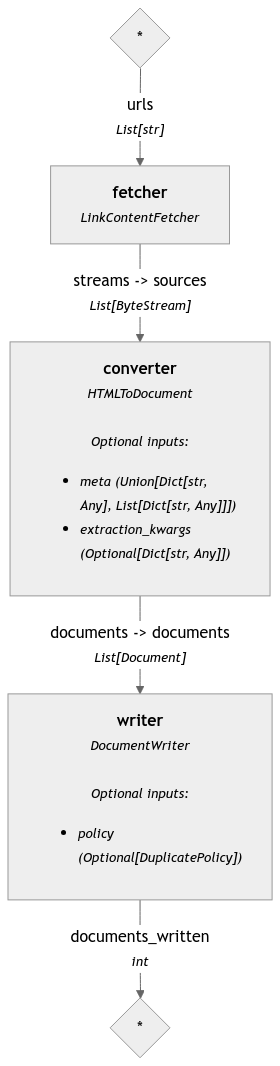 *
urls
List[str]
fetcher
LinkContentFetcher
streams -> sources
List[ByteStream]
converter
HTMLToDocument
Optional inputs:
• meta (Union[Dict[str,
Any], List[Dict[str, Any]]])
• extraction_kwargs
(Optional[Dict[str, Any]])
documents -> documents
List[Document]
writer
DocumentWriter
Optional inputs:
• policy
(Optional[DuplicatePolicy])
documents_written
int
*